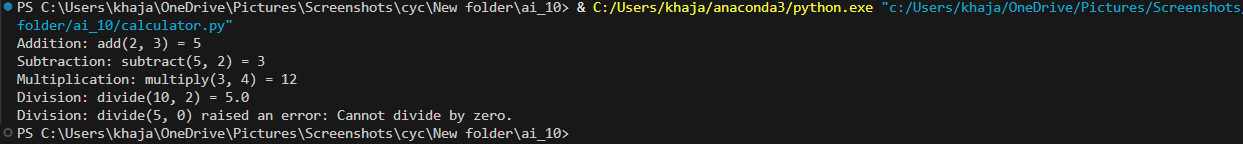 PS C:\Users\khaja\OneDrive\Pictures\Screenshots\cyc\New folder\ai_10> & C:/Users/khaja/anaconda3/python.exe "c:/Users/khaja/OneDrive/Pictures/Screenshots/
folder/ai_10/calculator.py"
Addition: add(2, 3) = 5
Subtraction: subtract(5, 2) = 3
Multiplication: multiply(3, 4) = 12
Division: divide(10, 2) = 5.0
Division: divide(5, 0) raised an error: Cannot divide by zero.
PS C:\Users\khaja\OneDrive\Pictures\Screenshots\cyc\New folder\ai_10>